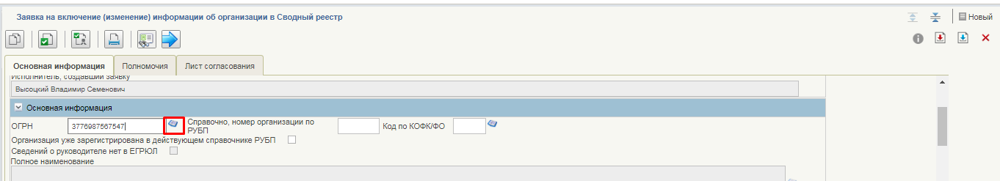 Заявка на включение (изменение) информации об организации в Сводный реестр
Новый
Основная информация
Полномочия
Лист согласования
Исполнитель, создавший заявку
Высоцкий Владимир Семенович
Основная информация
ОГРН 3776987567547 Справочно, номер организации по РУБП Код по КОФК/ФО
Организация уже зарегистрирована в действующем справочнике РУБП
Сведений о руководителе нет в ЕГРЮЛ
Полное наименование